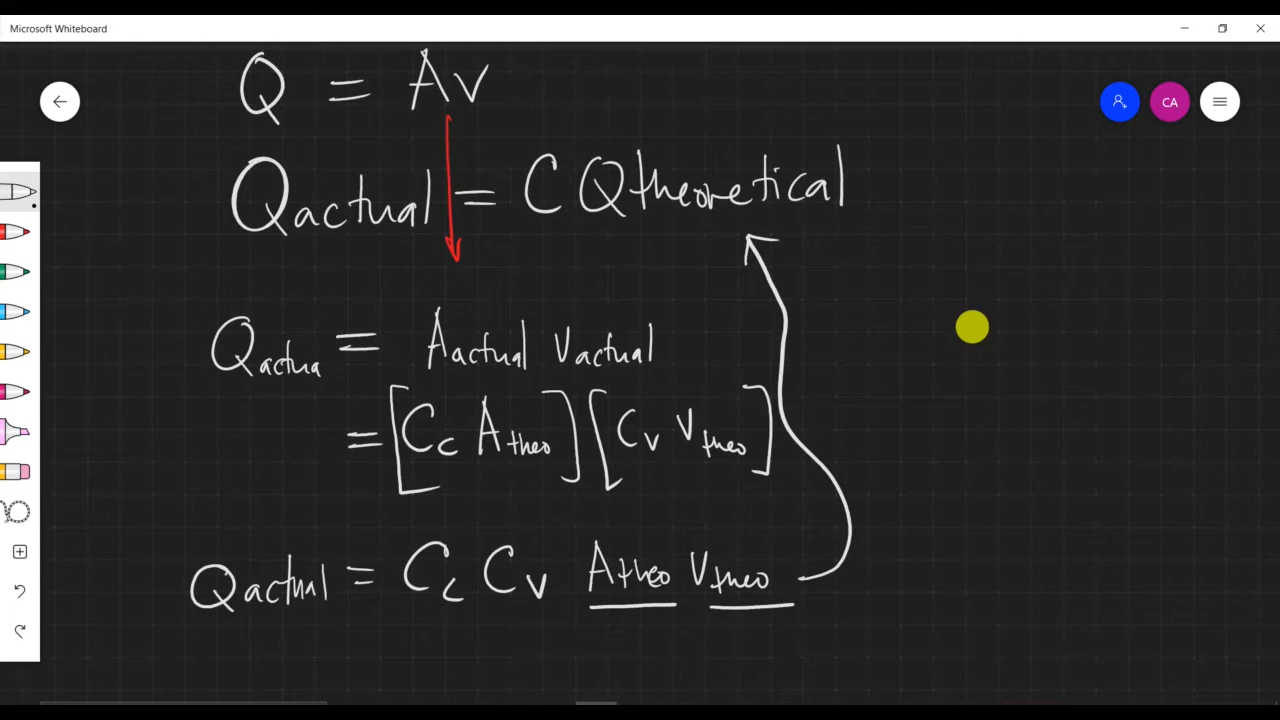 Microsoft Whiteboard
Q = Av
CA
Qactual = C Qtheoretical
Qactua = Aactual vactual
= [Cc Atheo] [Cv Vtheo]
Qactual = Cc Cv Atheo Vtheo